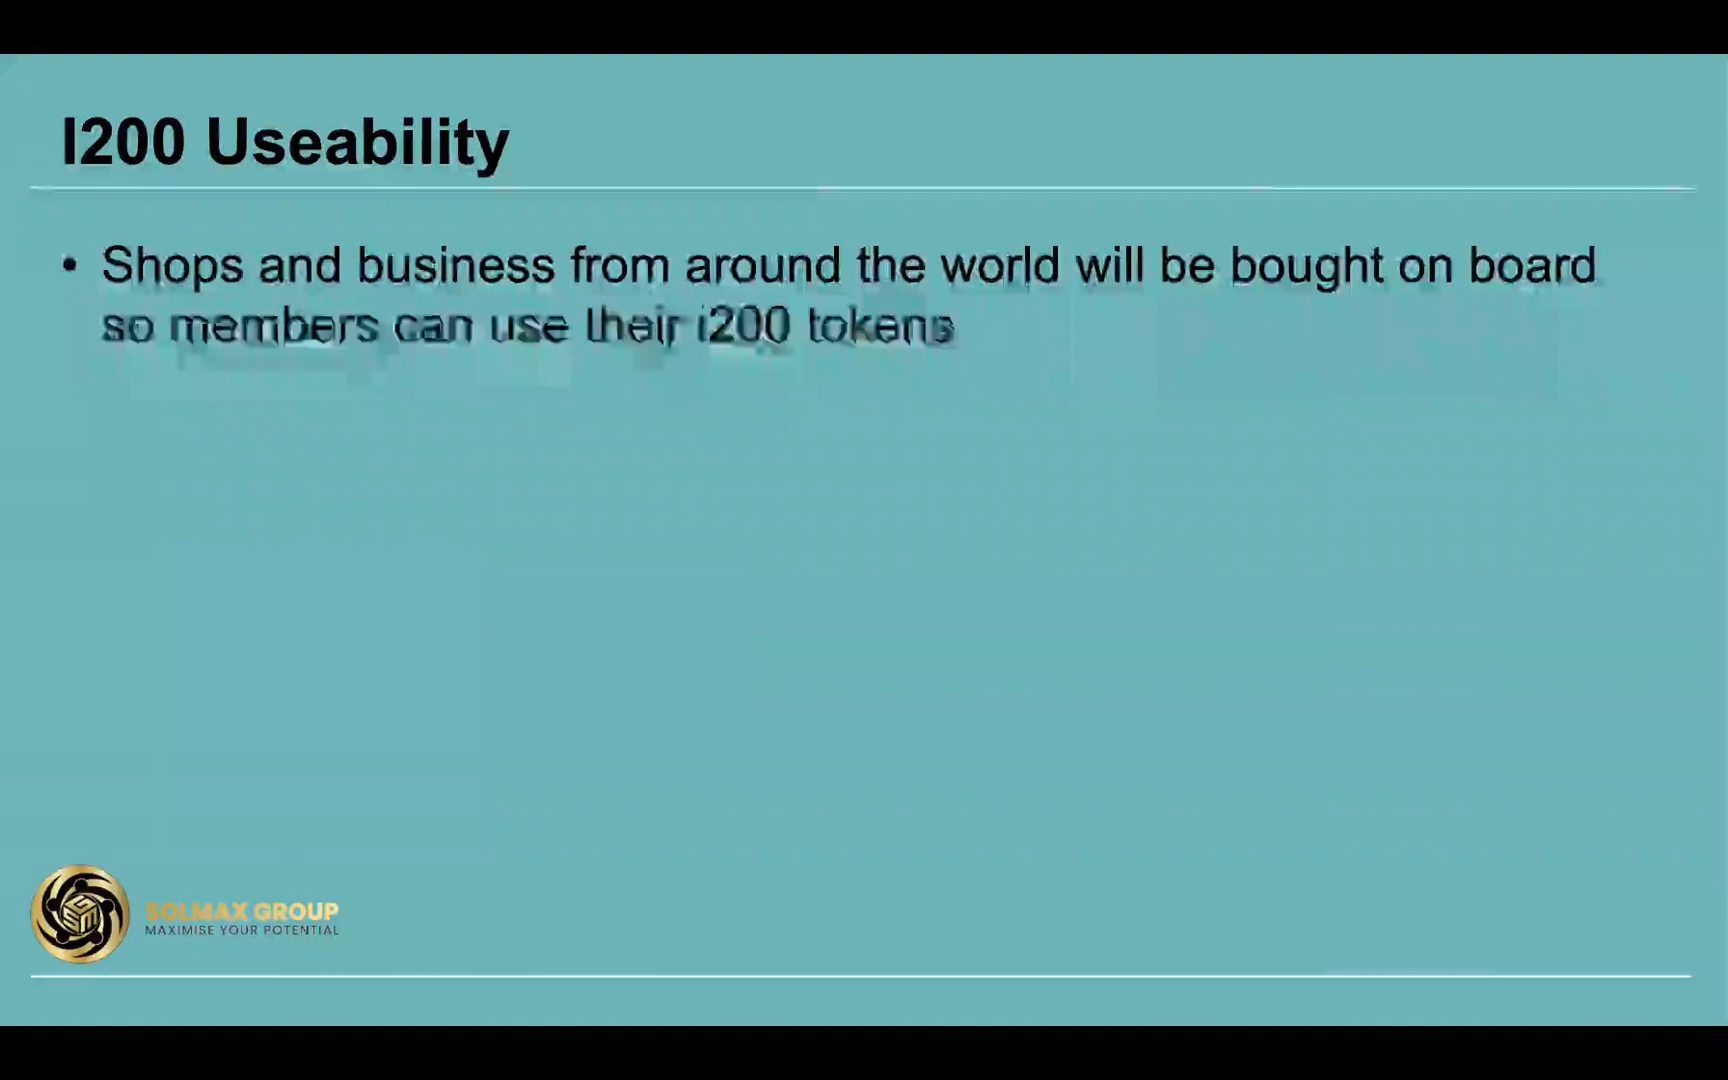 I200 Useability
• Shops and business from around the world will be bought on board
so members can use their i200 tokens
SOLMAX GROUP
MAXIMISE YOUR POTENTIAL